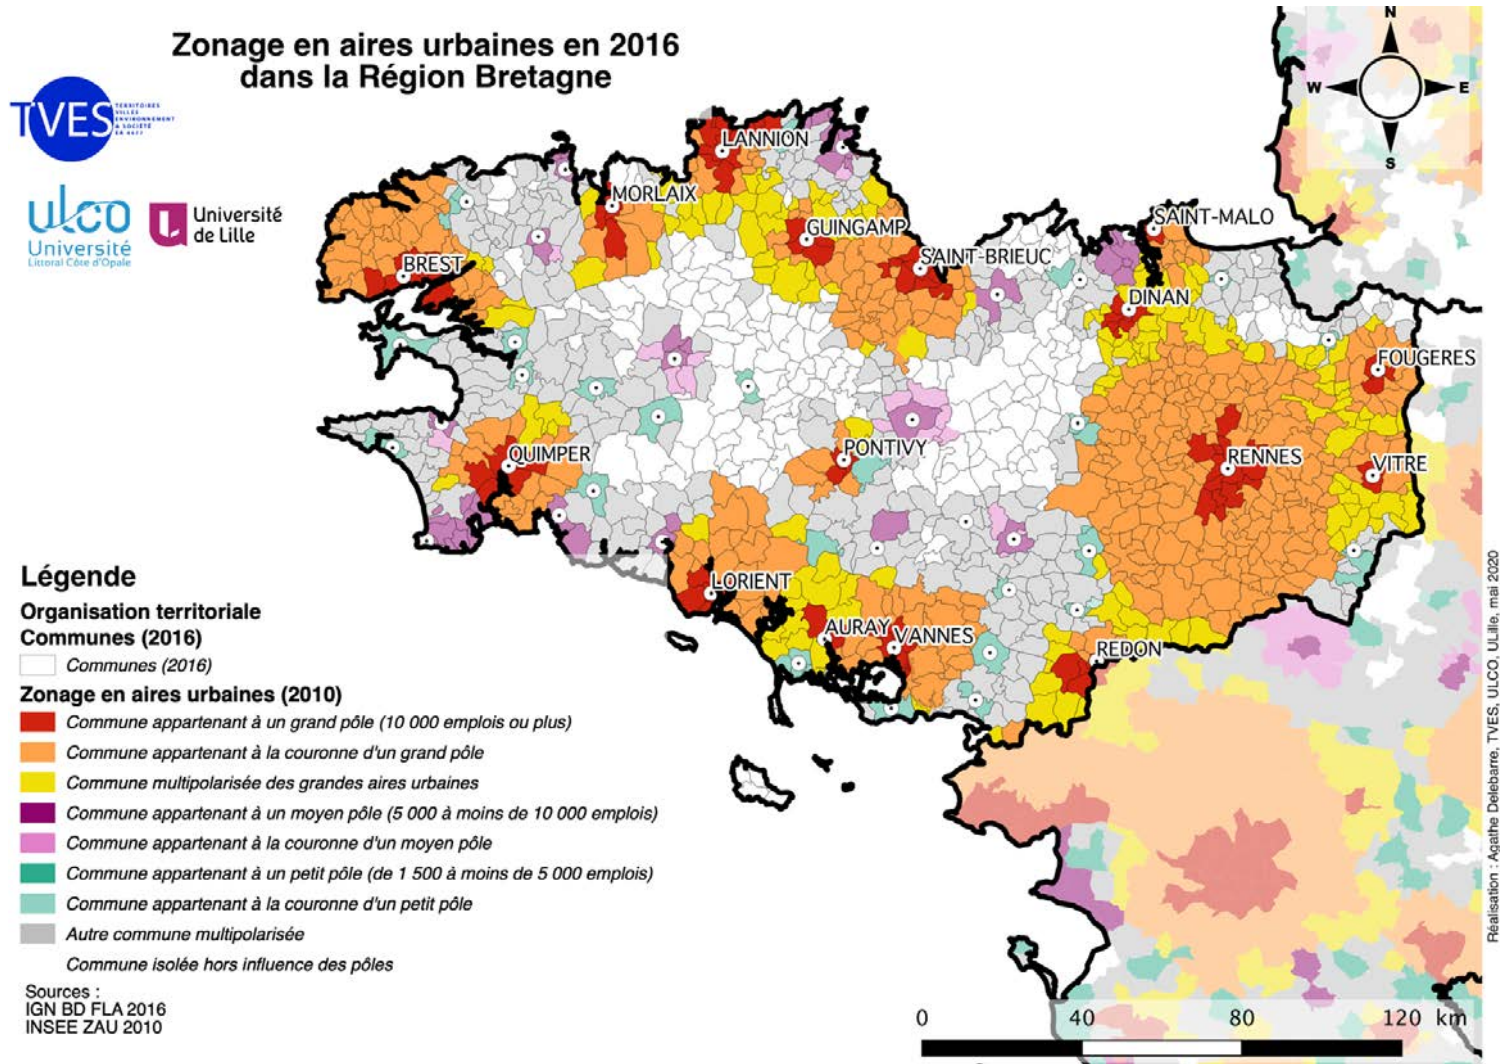 Zonage en aires urbaines en 2016
dans la Région Bretagne
TVES
TERRITOIRES
VILLES
ENVIRONNEMENT
& SOCIÉTÉ
EA 4477
ulco
Université
Littoral Côte d'Opale
Université
de Lille
N
W
E
S
LANNION
MORLAIX
GUINGAMP
SAINT-MALO
BREST
SAINT-BRIEUC
DINAN
FOUGERES
QUIMPER
PONTIVY
RENNES
VITRE
LORIENT
AURAY
VANNES
REDON
Légende
Organisation territoriale
Communes (2016)
Communes (2016)
Zonage en aires urbaines (2010)
Commune appartenant à un grand pôle (10 000 emplois ou plus)
Commune appartenant à la couronne d'un grand pôle
Commune multipolarisée des grandes aires urbaines
Commune appartenant à un moyen pôle (5 000 à moins de 10 000 emplois)
Commune appartenant à la couronne d'un moyen pôle
Commune appartenant à un petit pôle (de 1 500 à moins de 5 000 emplois)
Commune appartenant à la couronne d'un petit pôle
Autre commune multipolarisée
Commune isolée hors influence des pôles
Sources :
IGN BD FLA 2016
INSEE ZAU 2010
0 40 80 120 km
Réalisation : Agathe Delebarre, TVES, ULCO, ULille, mai 2020